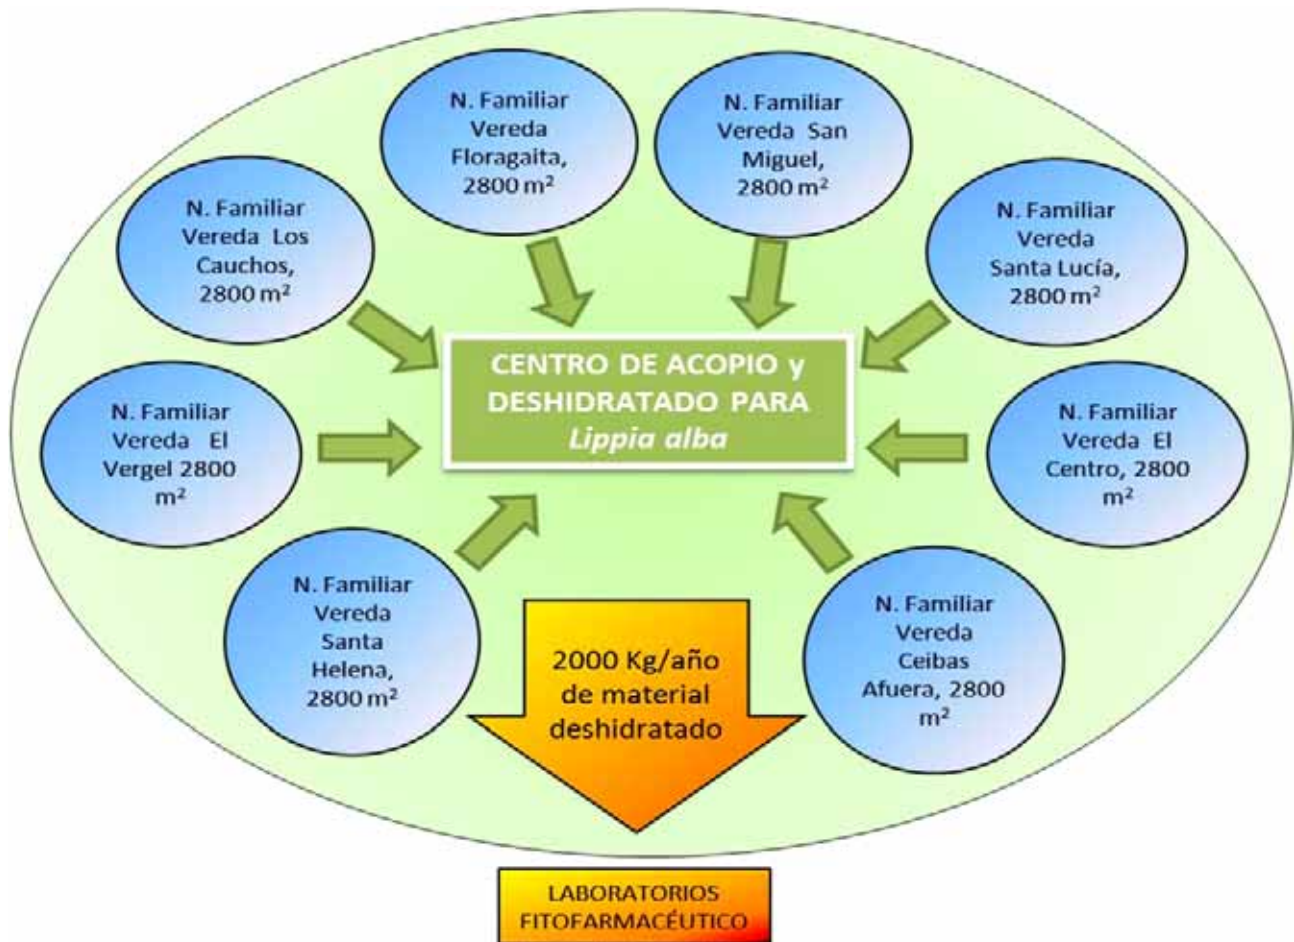 N. Familiar
Vereda
Floragaita,
2800 m²
N. Familiar
Vereda San
Miguel,
2800 m²
N. Familiar
Vereda Los
Cauchos,
2800 m²
N. Familiar
Vereda
Santa Lucía,
2800 m²
CENTRO DE ACOPIO y
DESHIDRATADO PARA
Lippia alba
N. Familiar
Vereda El
Vergel 2800
m²
N. Familiar
Vereda El
Centro, 2800
m²
N. Familiar
Vereda
Santa
Helena,
2800 m²
N. Familiar
Vereda
Ceibas
Afuera, 2800
m²
2000 Kg/año
de material
deshidratado
LABORATORIOS
FITOFARMACÉUTICO